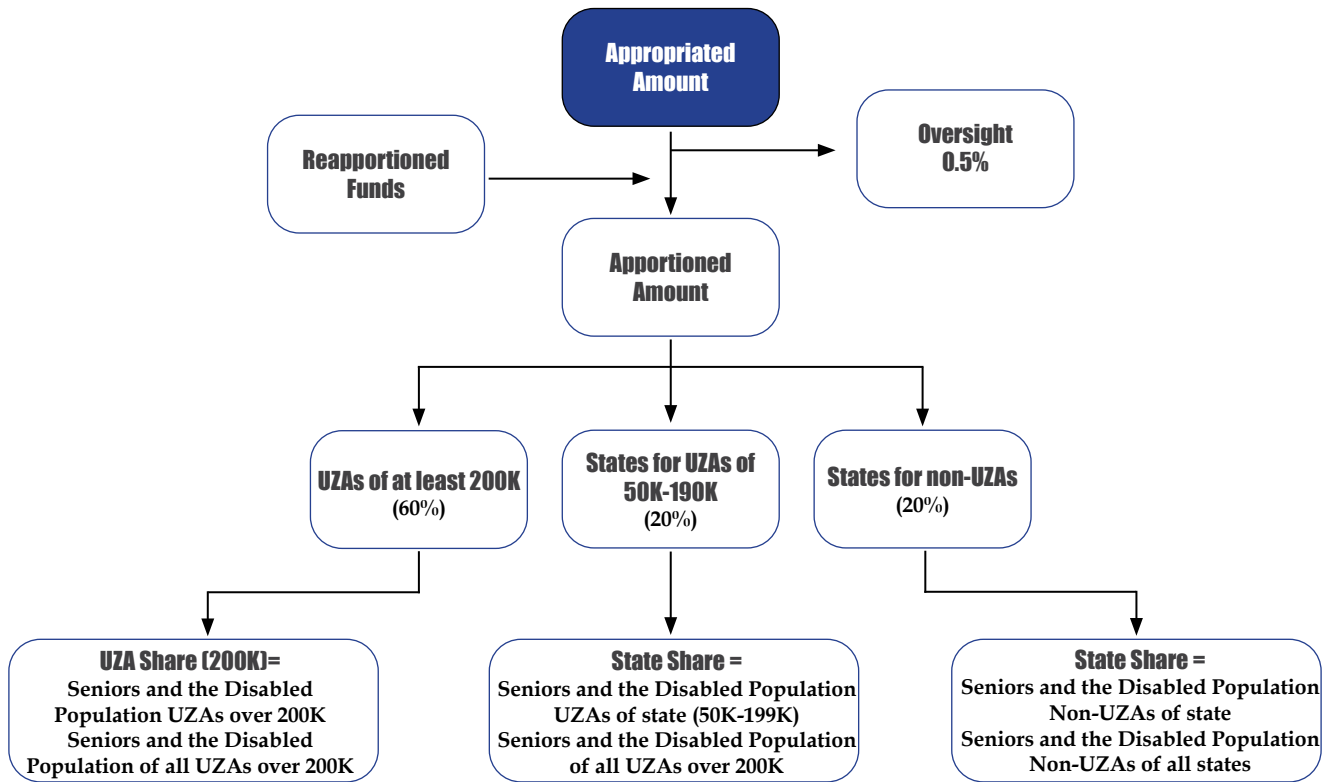 Appropriated
Amount
Oversight
0.5%
Reapportioned
Funds
Apportioned
Amount
UZAs of at least 200K
(60%)
States for UZAs of
50K-190K
(20%)
States for non-UZAs
(20%)
UZA Share (200K)=
Seniors and the Disabled
Population UZAs over 200K
Seniors and the Disabled
Population of all UZAs over 200K
State Share =
Seniors and the Disabled Population
UZAs of state (50K-199K)
Seniors and the Disabled Population
of all UZAs over 200K
State Share =
Seniors and the Disabled Population
Non-UZAs of state
Seniors and the Disabled Population
Non-UZAs of all states